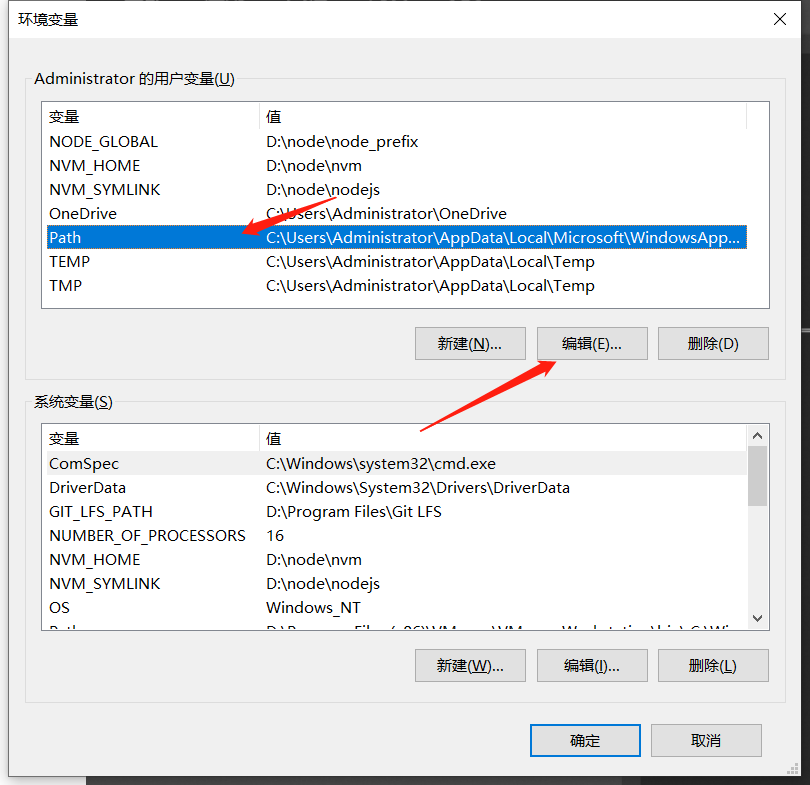 环境变量
Administrator 的用户变量(U)
变量 值
NODE_GLOBAL D:\node\node_prefix
NVM_HOME D:\node\nvm
NVM_SYMLINK D:\node\nodejs
OneDrive C:\Users\Administrator\OneDrive
Path C:\Users\Administrator\AppData\Local\Microsoft\WindowsApp...
TEMP C:\Users\Administrator\AppData\Local\Temp
TMP C:\Users\Administrator\AppData\Local\Temp
新建(N)... 编辑(E)... 删除(D)
系统变量(S)
变量 值
ComSpec C:\Windows\system32\cmd.exe
DriverData C:\Windows\System32\Drivers\DriverData
GIT_LFS_PATH D:\Program Files\Git LFS
NUMBER_OF_PROCESSORS 16
NVM_HOME D:\node\nvm
NVM_SYMLINK D:\node\nodejs
OS Windows_NT
新建(W)... 编辑(I)... 删除(L)
确定 取消